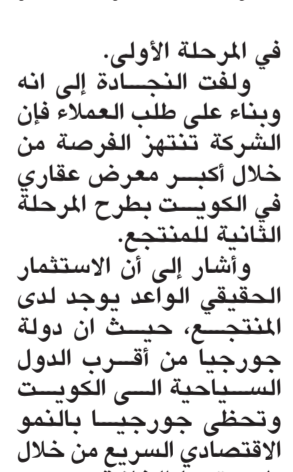 في المرحلة الأولى.
ولفت النجادة إلى انه
وبناء على طلب العملاء فإن
الشركة تنتهز الفرصة من
خلال أكبر معرض عقاري
في الكويت بطرح المرحلة
الثانية للمنتجع.
وأشار إلى أن الاستثمار
الحقيقي الواعد يوجد لدى
المنتجع، حيث ان دولة
جورجيا من أقرب الدول
السياحية الى الكويت
وتحظى جورجيا بالنمو
الاقتصادي السريع من خلال